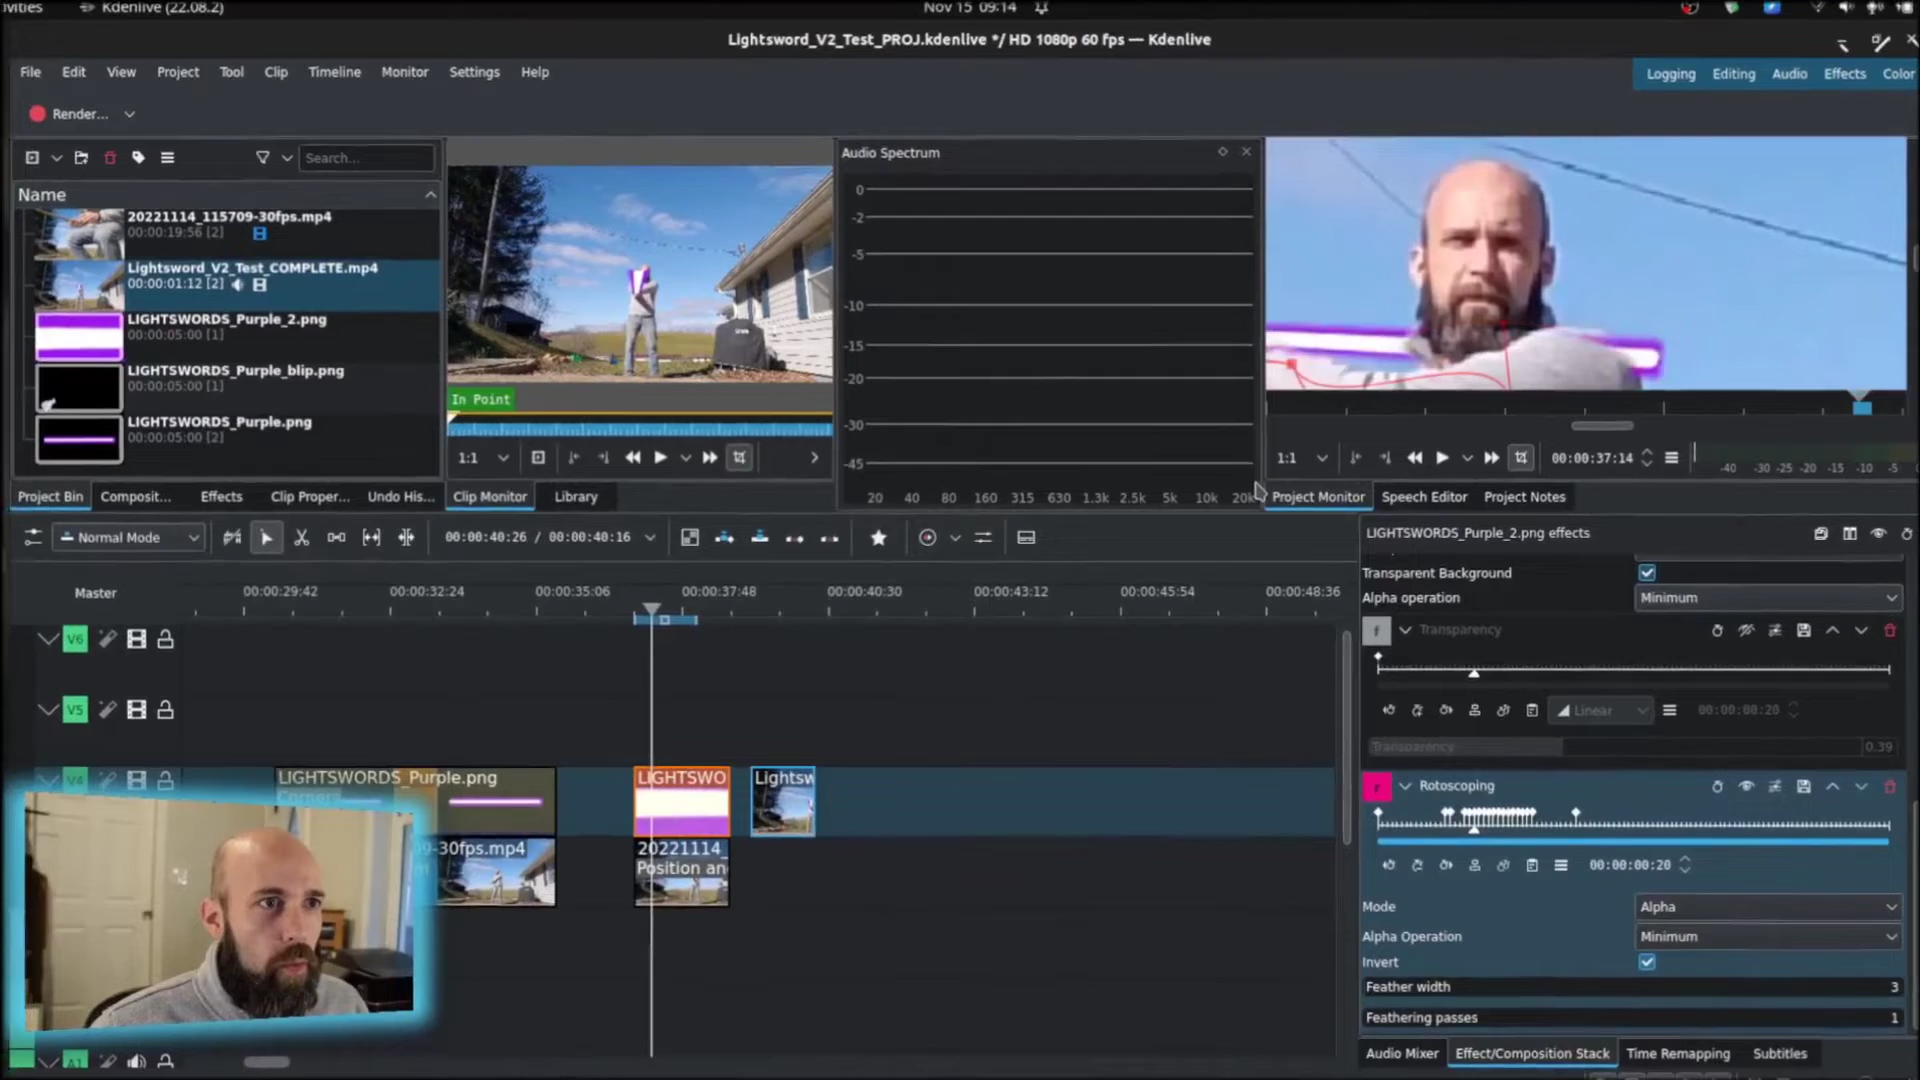 ivities Kdenlive (22.08.2) Nov 15 09:14
Lightsword_V2_Test_PROJ.kdenlive */ HD 1080p 60 fps — Kdenlive
File Edit View Project Tool Clip Timeline Monitor Settings Help
Logging Editing Audio Effects Color
Render...
Search...
Name
20221114_115709-30fps.mp4
00:00:19:56 [2]
Lightsword_V2_Test_COMPLETE.mp4
00:00:01:12 [2]
LIGHTSWORDS_Purple_2.png
00:00:05:00 [1]
LIGHTSWORDS_Purple_blip.png
00:00:05:00 [1]
LIGHTSWORDS_Purple.png
00:00:05:00 [2]
Project Bin Composit... Effects Clip Proper... Undo His...
In Point
1:1
Clip Monitor Library
Audio Spectrum
0
-2
-5
-10
-15
-20
-30
-45
20 40 80 160 315 630 1.3k 2.5k 5k 10k 20k
1:1 00:00:37:14
-40 -30 -25 -20 -15 -10 -5
Project Monitor Speech Editor Project Notes
Normal Mode 00:00:40:26 / 00:00:40:16
Master
00:00:29:42 00:00:32:24 00:00:35:06 00:00:37:48 00:00:40:30 00:00:43:12 00:00:45:54 00:00:48:36
V6
V5
V4
LIGHTSWORDS_Purple.png
LIGHTSWO
Lightsw
9-30fps.mp4
20221114_
Position an
A1
LIGHTSWORDS_Purple_2.png effects
Transparent Background
Alpha operation Minimum
f Transparency
Linear 00:00:00:20
Transparency 0.39
r Rotoscoping
00:00:00:20
Mode Alpha
Alpha Operation Minimum
Invert
Feather width 3
Feathering passes 1
Audio Mixer Effect/Composition Stack Time Remapping Subtitles